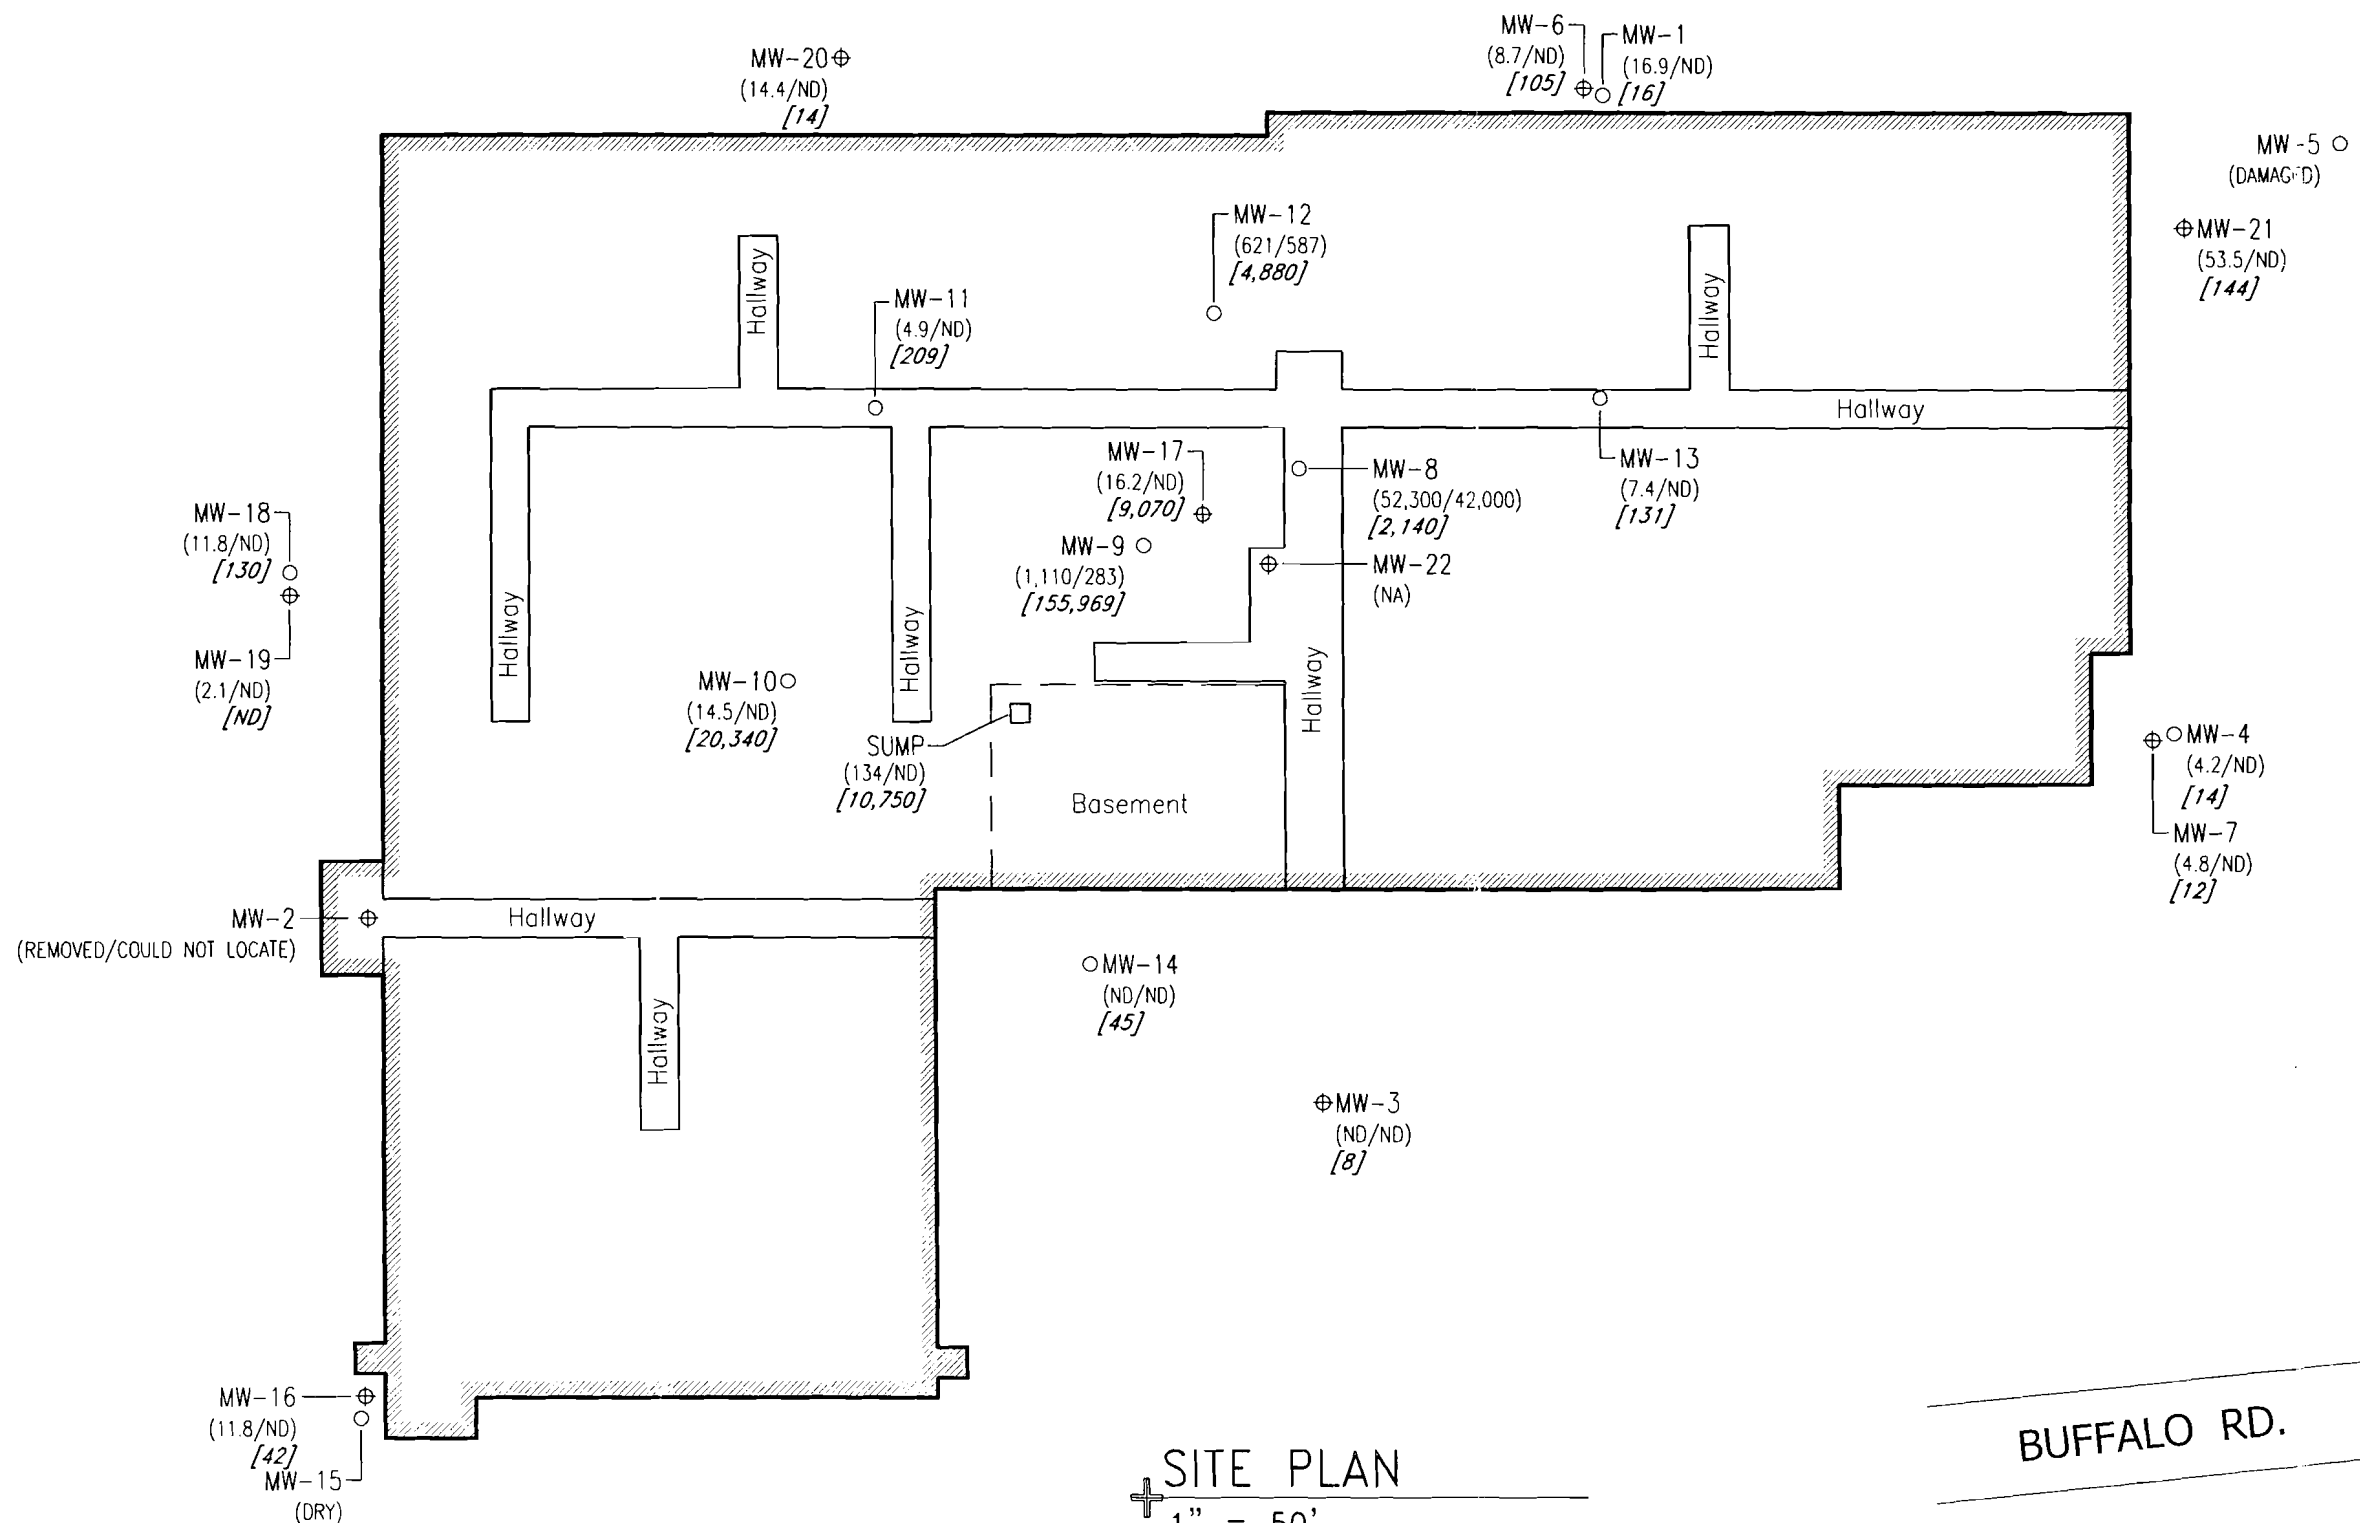 MW-6
(8.7/ND)
[105]
MW-1
(16.9/ND)
[16]
MW-20
(14.4/ND)
[14]
MW-5
MW-21
(53.5/ND)
[144]
MW-12
(621/587)
[4,880]
Hallway
Hallway
MW-11
(4.9/ND)
[209]
Hallway
MW-17
(16.2/ND)
[9,070]
MW-8
(52,300/42,000)
[2,140]
MW-13
(7.4/ND)
[131]
MW-18
(11.8/ND)
[130]
MW-9
(1,110/283)
[155,969]
MW-22
(NA)
Hallway
Hallway
Hallway
MW-19
(2.1/ND)
[ND]
MW-10
(14.5/ND)
[20,340]
SUMP
(134/ND)
[10,750]
Basement
MW-4
(4.2/ND)
[14]
MW-7
(4.8/ND)
[12]
MW-2
(REMOVED/COULD NOT LOCATE)
Hallway
Hallway
MW-14
(ND/ND)
[45]
MW-3
(ND/ND)
[8]
MW-16
(11.8/ND)
[42]
MW-15
(DRY)
BUFFALO RD.
SITE PLAN
1" = 50'